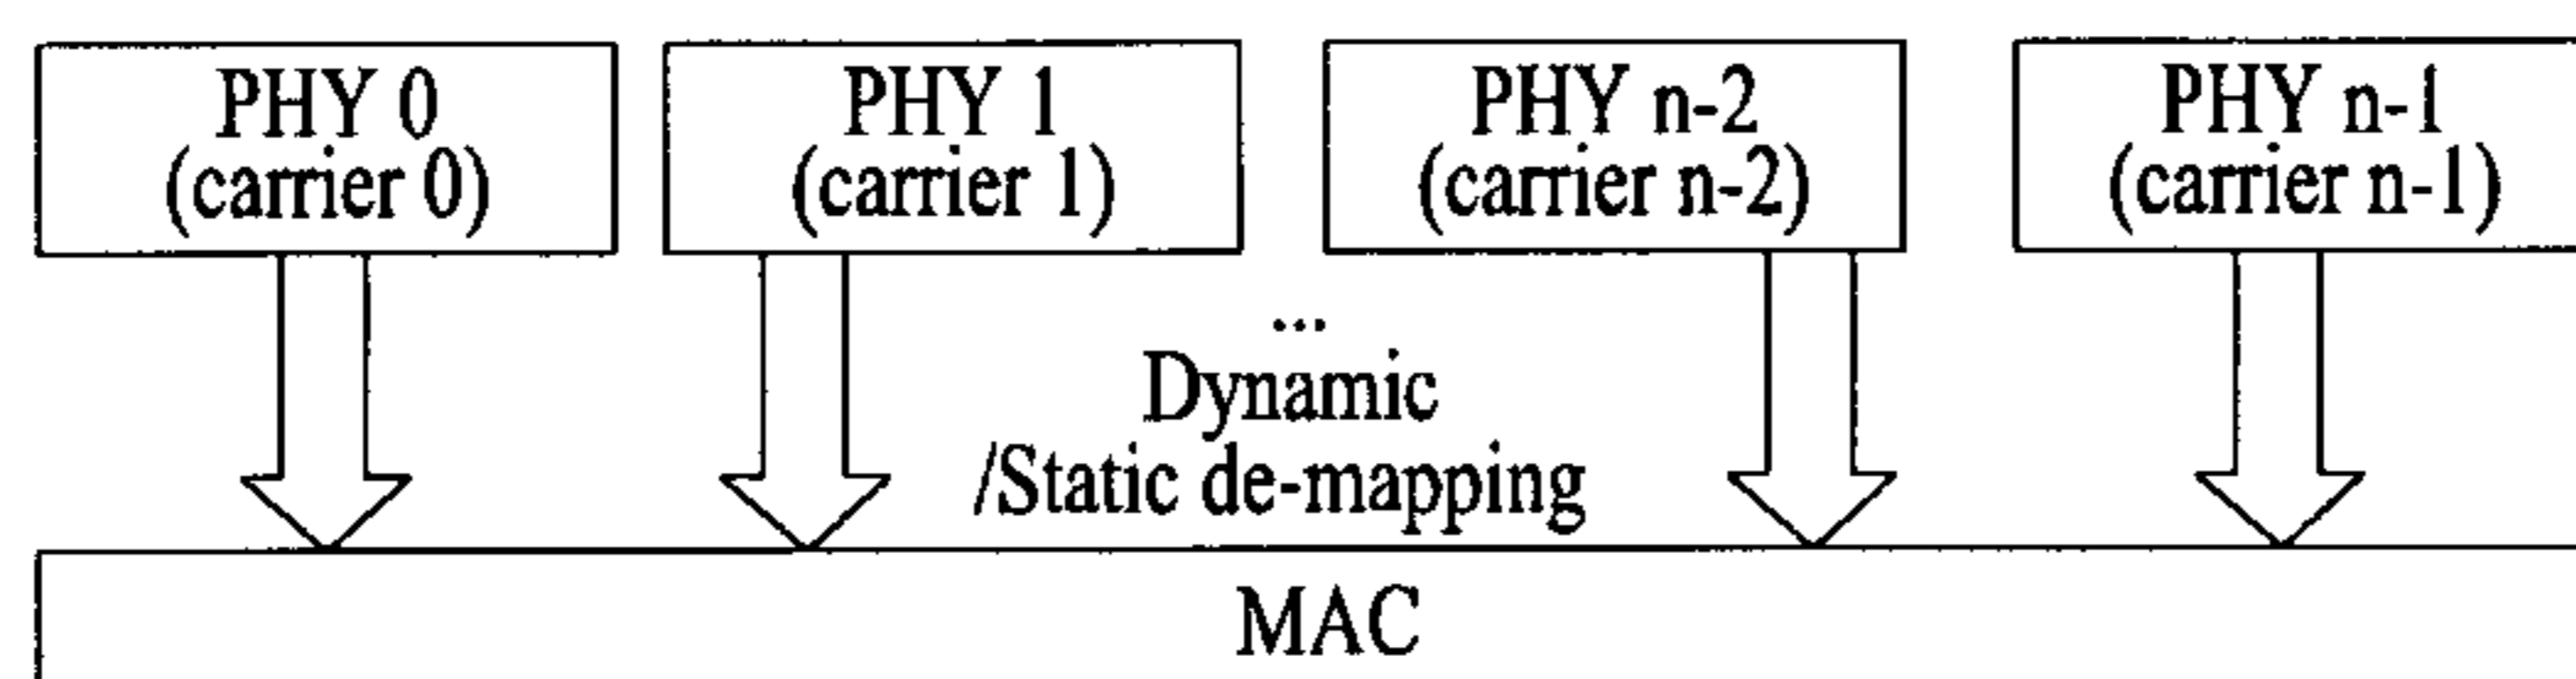 PHY 0
(carrier 0)
PHY 1
(carrier 1)
PHY n-2
(carrier n-2)
PHY n-1
(carrier n-1)
...
Dynamic
/Static de-mapping
MAC